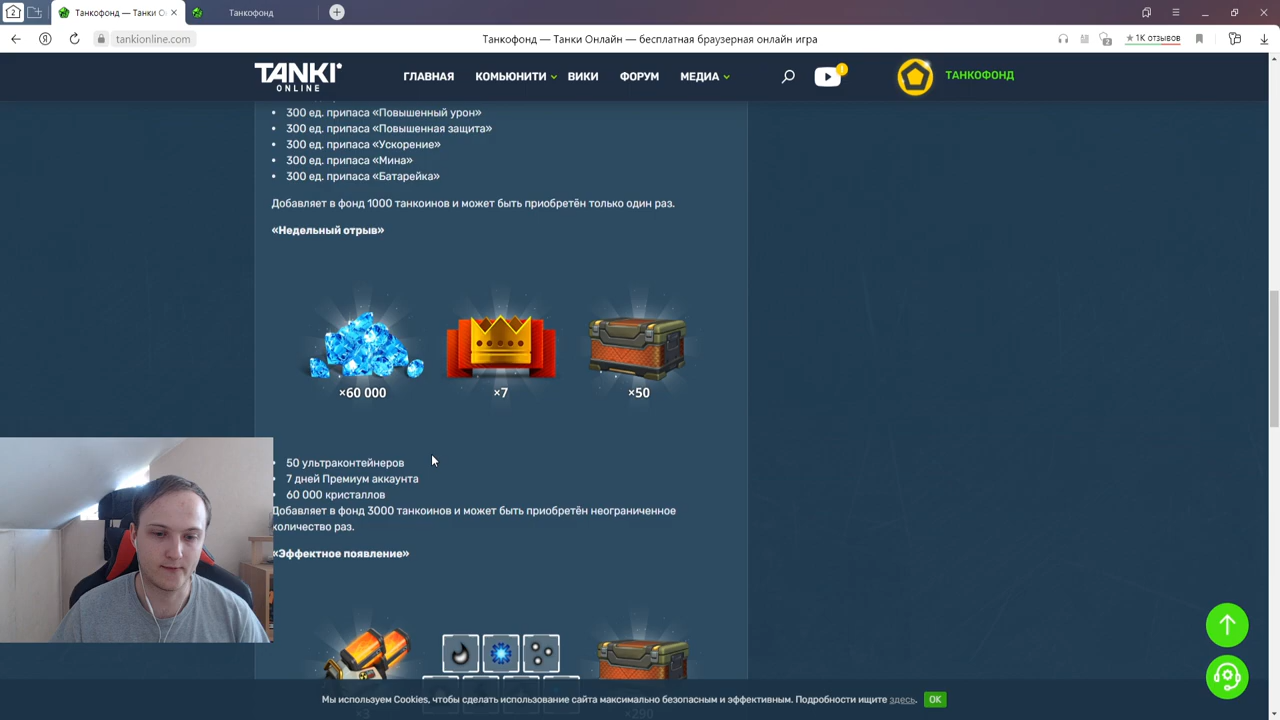 2
Танкофонд — Танки О
Танкофонд
tankionline.com
Танкофонд — Танки Онлайн — бесплатная браузерная онлайн игра
2
1K отзывов
TANKI ONLINE
ГЛАВНАЯ
КОМЬЮНИТИ
ВИКИ
ФОРУМ
МЕДИА
ТАНКОФОНД
• 300 ед. припаса «Повышенный урон»
• 300 ед. припаса «Повышенная защита»
• 300 ед. припаса «Ускорение»
• 300 ед. припаса «Мина»
• 300 ед. припаса «Батарейка»
Добавляет в фонд 1000 танкоинов и может быть приобретён только один раз.
«Недельный отрыв»
×60 000
×7
×50
50 ультраконтейнеров
7 дней Премиум аккаунта
60 000 кристаллов
Добавляет в фонд 3000 танкоинов и может быть приобретён неограниченное
количество раз.
«Эффектное появление»
Мы используем Cookies, чтобы сделать использование сайта максимально безопасным и эффективным. Подробности ищите здесь.
OK